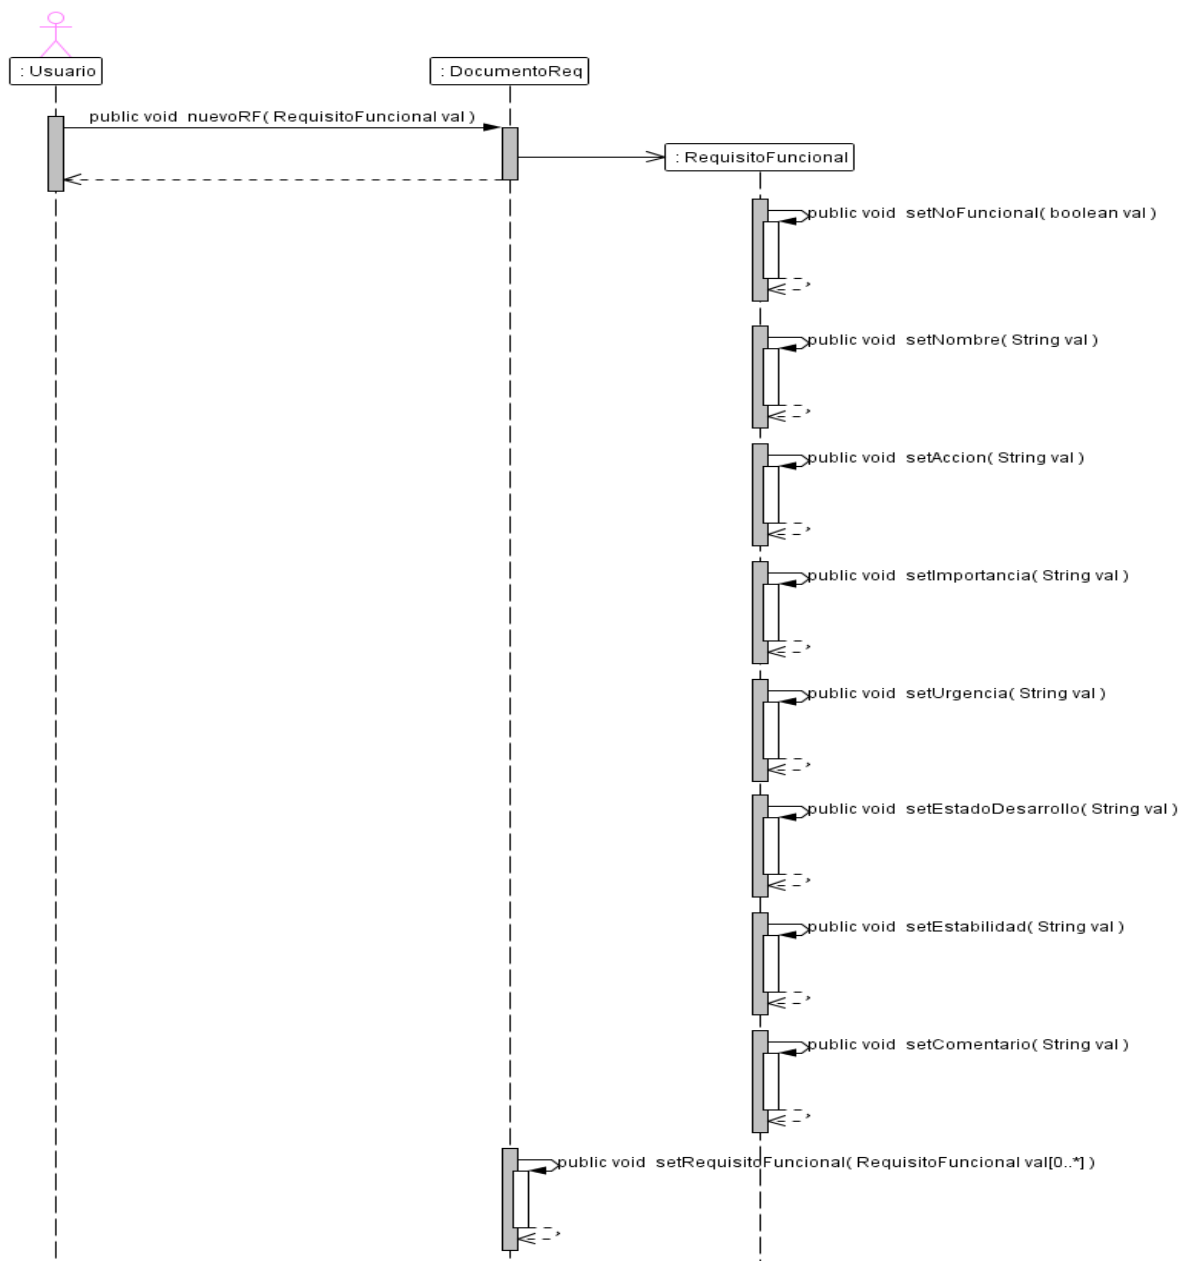 : Usuario
: DocumentoReq
public void nuevoRF( RequisitoFuncional val )
: RequisitoFuncional
public void setNoFuncional( boolean val )
public void setNombre( String val )
public void setAccion( String val )
public void setImportancia( String val )
public void setUrgencia( String val )
public void setEstadoDesarrollo( String val )
public void setEstabilidad( String val )
public void setComentario( String val )
public void setRequisitoFuncional( RequisitoFuncional val[0..*] )